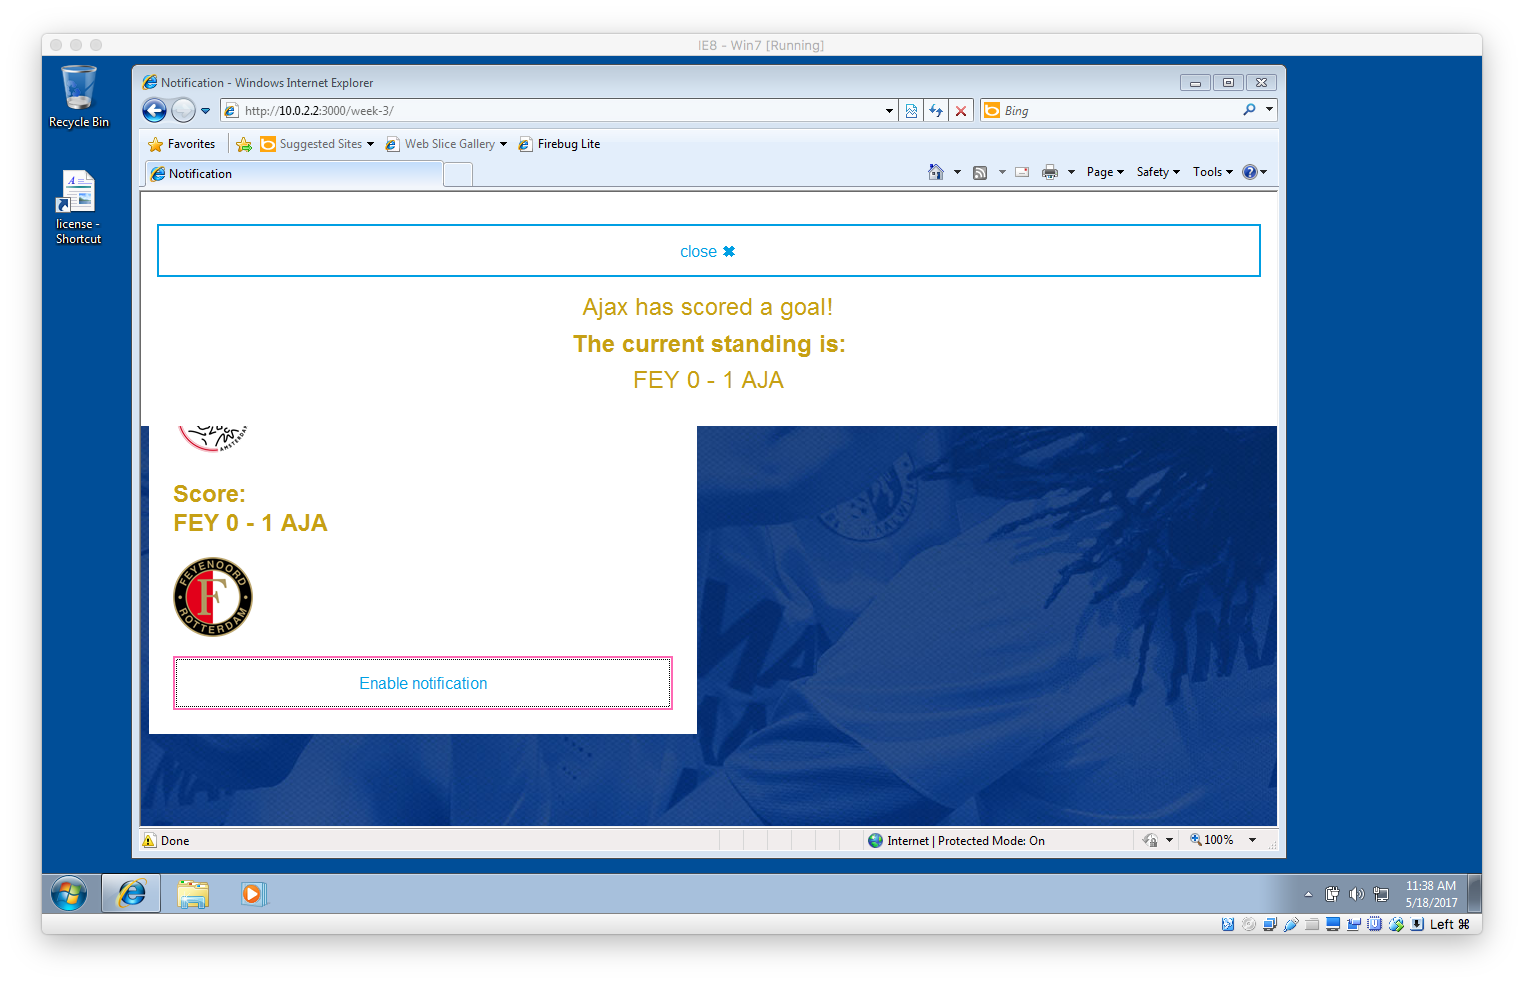 IE8 - Win7 [Running]
Recycle Bin
license -
Shortcut
Notification - Windows Internet Explorer
http://10.0.2.2:3000/week-3/
Bing
Favorites
Suggested Sites
Web Slice Gallery
Firebug Lite
Notification
Page
Safety
Tools
close ✖
Ajax has scored a goal!
The current standing is:
FEY 0 - 1 AJA
AMSTERDAM
Score:
FEY 0 - 1 AJA
FEYENOORD
F
ROTTERDAM
Enable notification
Done
Internet | Protected Mode: On
100%
11:38 AM
5/18/2017
Left ⌘